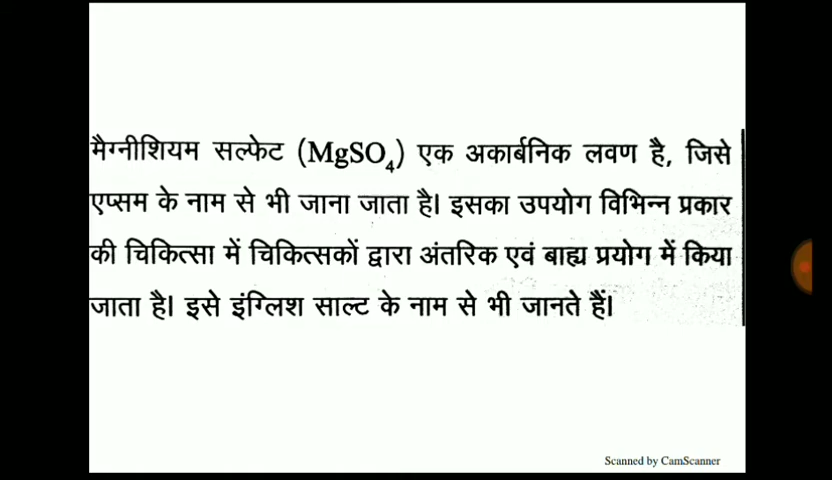 मैग्नीशियम सल्फेट (MgSO₄) एक अकार्बनिक लवण है, जिसे
एप्सम के नाम से भी जाना जाता है। इसका उपयोग विभिन्न प्रकार
की चिकित्सा में चिकित्सकों द्वारा अंतरिक एवं बाह्य प्रयोग में किया
जाता है। इसे इंग्लिश साल्ट के नाम से भी जानते हैं।
Scanned by CamScanner